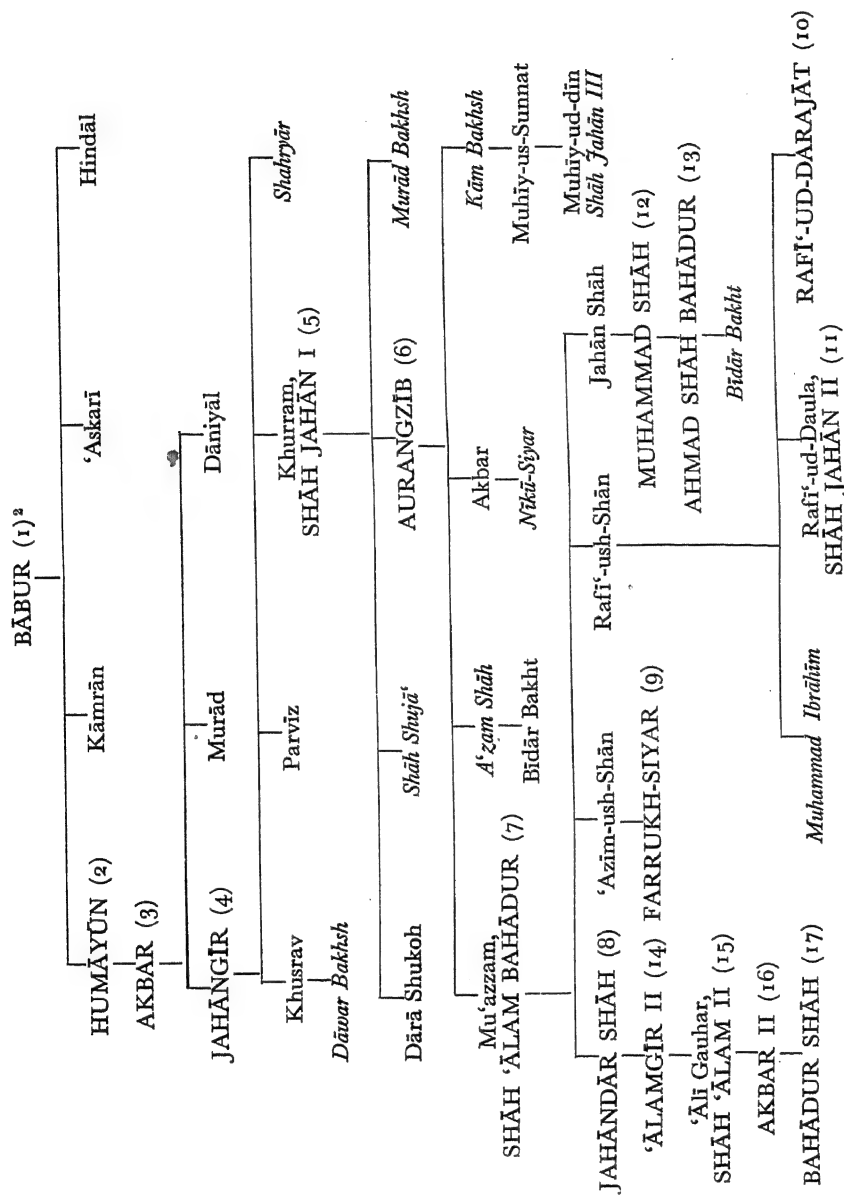 BĀBUR (1)²
HUMĀYŪN (2)
Kāmrān
‘Askarī
Hindāl
AKBAR (3)
JAHĀNGĪR (4)
Murād
Dāniyāl
Khusrav
Parvīz
Khurram,
SHĀH JAHĀN I (5)
Shahryār
Dāwar Bakhsh
Dārā Shukoh
Shāh Shujā‘
AURANGZĪB (6)
Murād Bakhsh
Mu‘azzam,
SHĀH ‘ĀLAM BAHĀDUR (7)
A‘zam Shāh
Akbar
Kām Bakhsh
Bīdār Bakht
Nīkū-Siyar
Muhīy-us-Sunnat
Muhīy-ud-dīn
Shāh Jahān III
JAHĀNDĀR SHĀH (8)
‘Azīm-ush-Shān
Rafī‘-ush-Shān
Jahān Shāh
‘ĀLAMGĪR II (14)
FARRUKH-SIYAR (9)
MUHAMMAD SHĀH (12)
‘Ālī Gauhar,
SHĀH ‘ĀLAM II (15)
AHMAD SHĀH BAHĀDUR (13)
AKBAR II (16)
Bīdār Bakht
BAHĀDUR SHĀH (17)
Muhammad Ibrāhīm
Rafī‘-ud-Daula,
SHĀH JAHĀN II (11)
RAFĪ‘-UD-DARAJĀT (10)